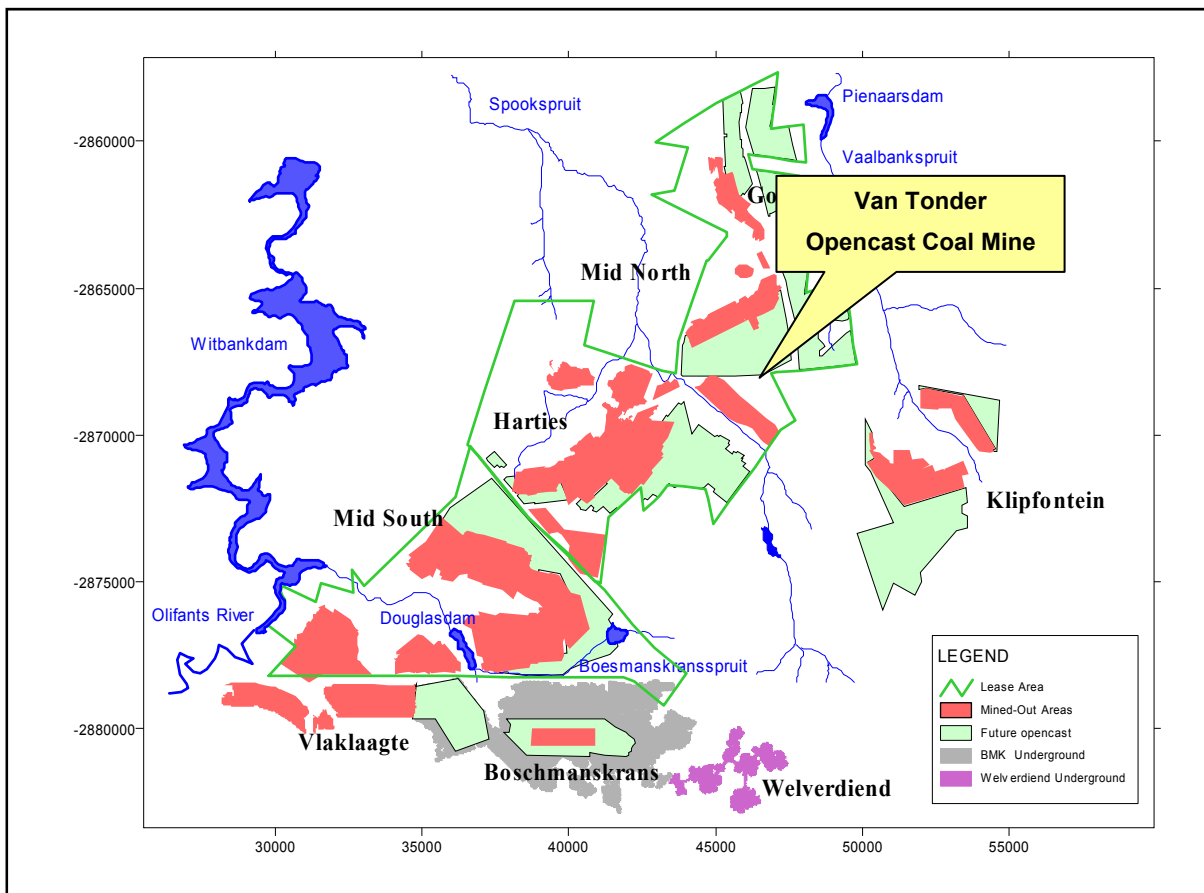 Spookspruit
Pienaarsdam
-2860000
Vaalbankspruit
Go
Van Tonder
Opencast Coal Mine
Mid North
-2865000
Witbankdam
Harties
-2870000
Klipfontein
Mid South
-2875000
Olifants River
Douglasdam
Boesmanskransspruit
LEGEND
Lease Area
Mined-Out Areas
Future opencast
BMK Underground
Welverdiend Underground
-2880000
Vlaklaagte
Boschmanskrans
Welverdiend
30000 35000 40000 45000 50000 55000